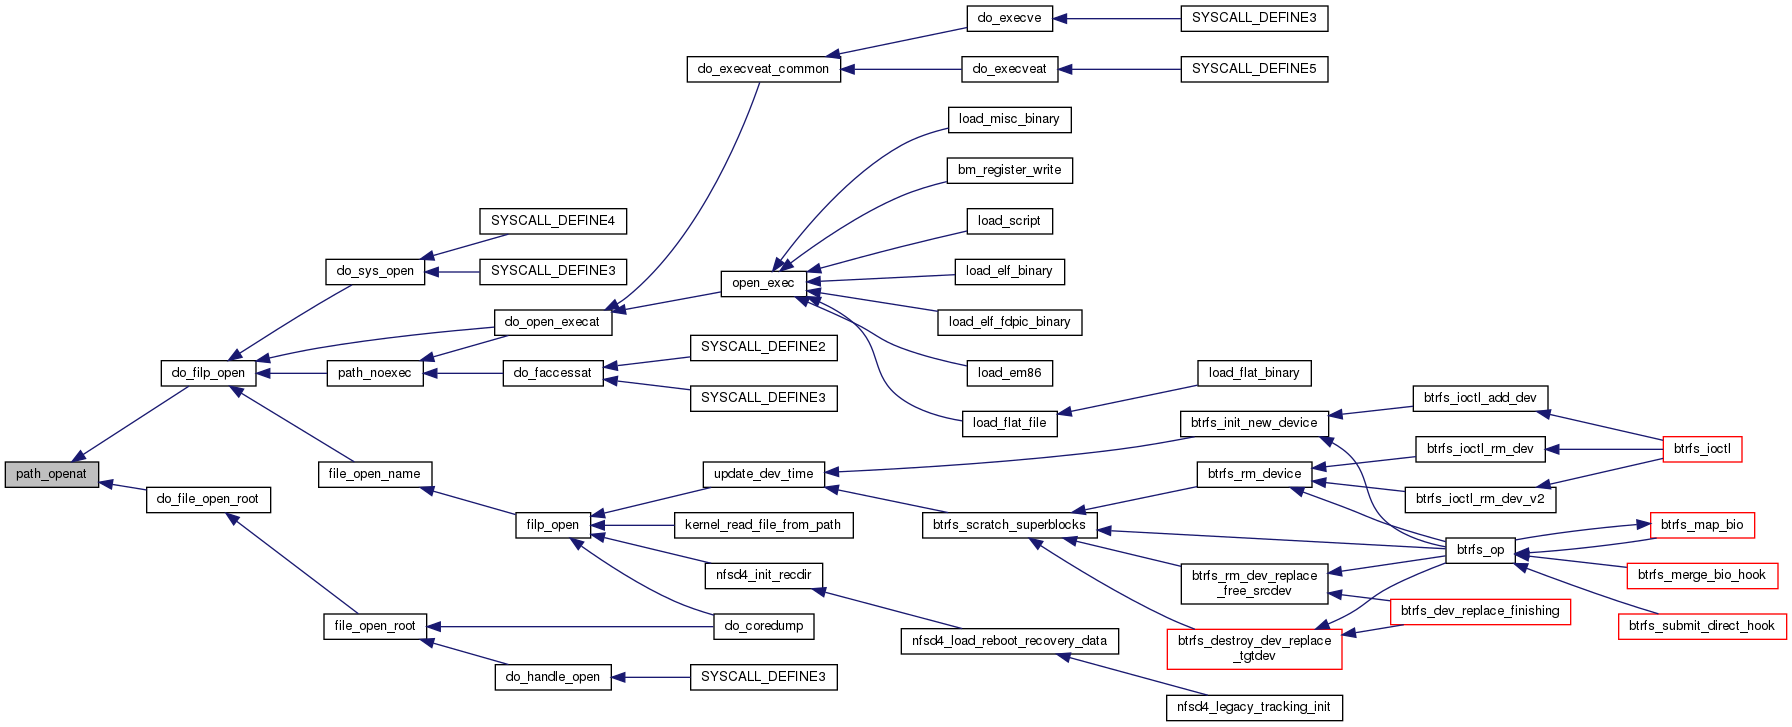 do_execve
SYSCALL_DEFINE3
do_execveat_common
do_execveat
SYSCALL_DEFINE5
load_misc_binary
bm_register_write
SYSCALL_DEFINE4
load_script
do_sys_open
SYSCALL_DEFINE3
open_exec
load_elf_binary
do_open_execat
load_elf_fdpic_binary
SYSCALL_DEFINE2
do_filp_open
path_noexec
do_faccessat
load_em86
load_flat_binary
SYSCALL_DEFINE3
btrfs_ioctl_add_dev
load_flat_file
btrfs_init_new_device
btrfs_ioctl_rm_dev
btrfs_ioctl
path_openat
file_open_name
update_dev_time
btrfs_rm_device
do_file_open_root
btrfs_ioctl_rm_dev_v2
filp_open
kernel_read_file_from_path
btrfs_scratch_superblocks
btrfs_map_bio
btrfs_op
nfsd4_init_recdir
btrfs_rm_dev_replace
_free_srcdev
btrfs_merge_bio_hook
btrfs_dev_replace_finishing
file_open_root
do_coredump
btrfs_submit_direct_hook
nfsd4_load_reboot_recovery_data
btrfs_destroy_dev_replace
_tgtdev
do_handle_open
SYSCALL_DEFINE3
nfsd4_legacy_tracking_init